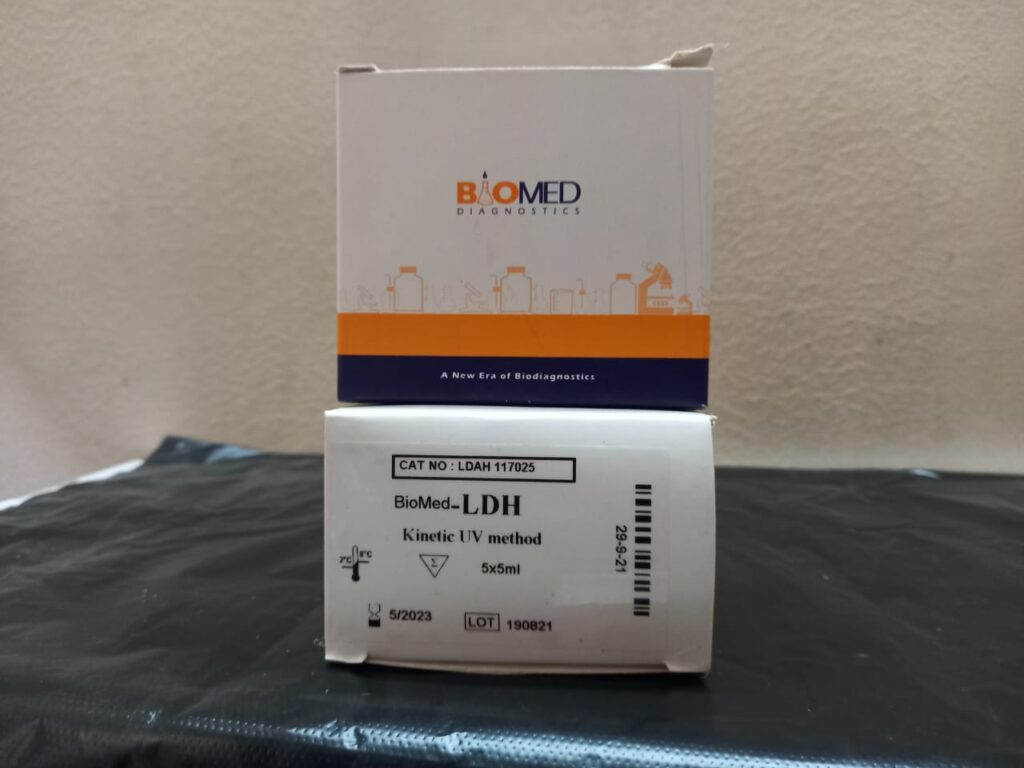 BIOMED
DIAGNOSTICS
A New Era of Biodiagnostics
CAT NO : LDAH 117025
BioMed-LDH
Kinetic UV method
2°C 8°C
Σ
5x5ml
5/2023
LOT 190821
29-9-21